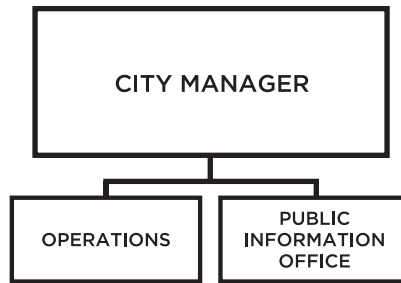 CITY MANAGER
OPERATIONS
PUBLIC
INFORMATION
OFFICE